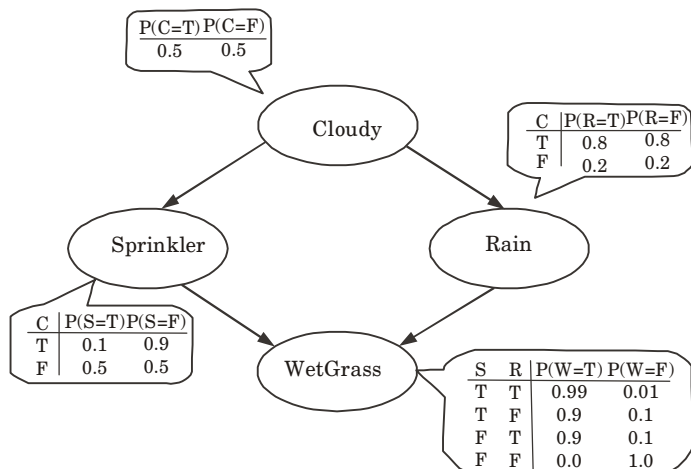 P(C=T) P(C=F)
0.5 0.5
Cloudy
C P(R=T) P(R=F)
T 0.8 0.8
F 0.2 0.2
Sprinkler
Rain
C P(S=T) P(S=F)
T 0.1 0.9
F 0.5 0.5
WetGrass
S R P(W=T) P(W=F)
T T 0.99 0.01
T F 0.9 0.1
F T 0.9 0.1
F F 0.0 1.0